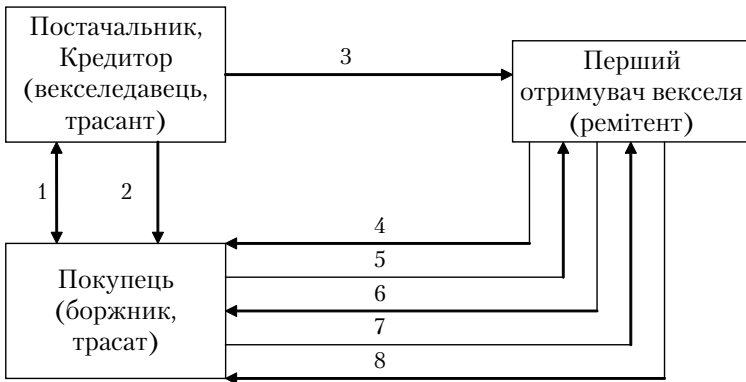 Постачальник,
Кредитор
(векселедавець,
трасант)
3
Перший
отримувач векселя
(ремітент)
1
2
4
5
6
7
8
Покупець
(боржник,
трасат)